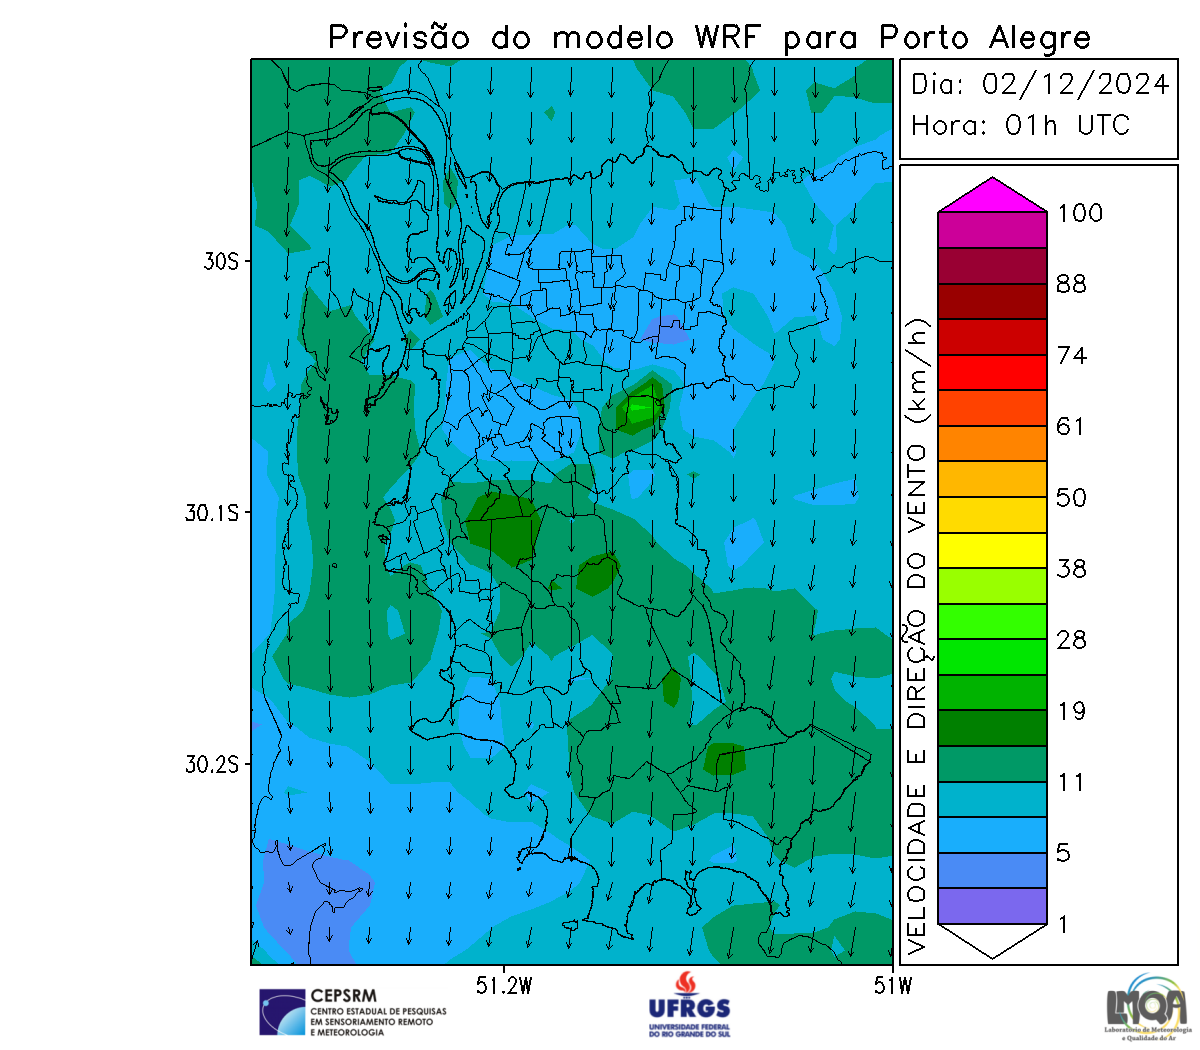 Previsão do modelo WRF para Porto Alegre
Dia: 02/12/2024
Hora: 01h UTC
30S
30.1S
30.2S
51.2W
51W
VELOCIDADE E DIREÇÃO DO VENTO (km/h)
100
88
74
61
50
38
28
19
11
5
1
CEPSRM
CENTRO ESTADUAL DE PESQUISAS
EM SENSORIAMENTO REMOTO
E METEOROLOGIA
UFRGS
UNIVERSIDADE FEDERAL
DO RIO GRANDE DO SUL
LMQA
Laboratório de Meteorologia
e Qualidade do Ar